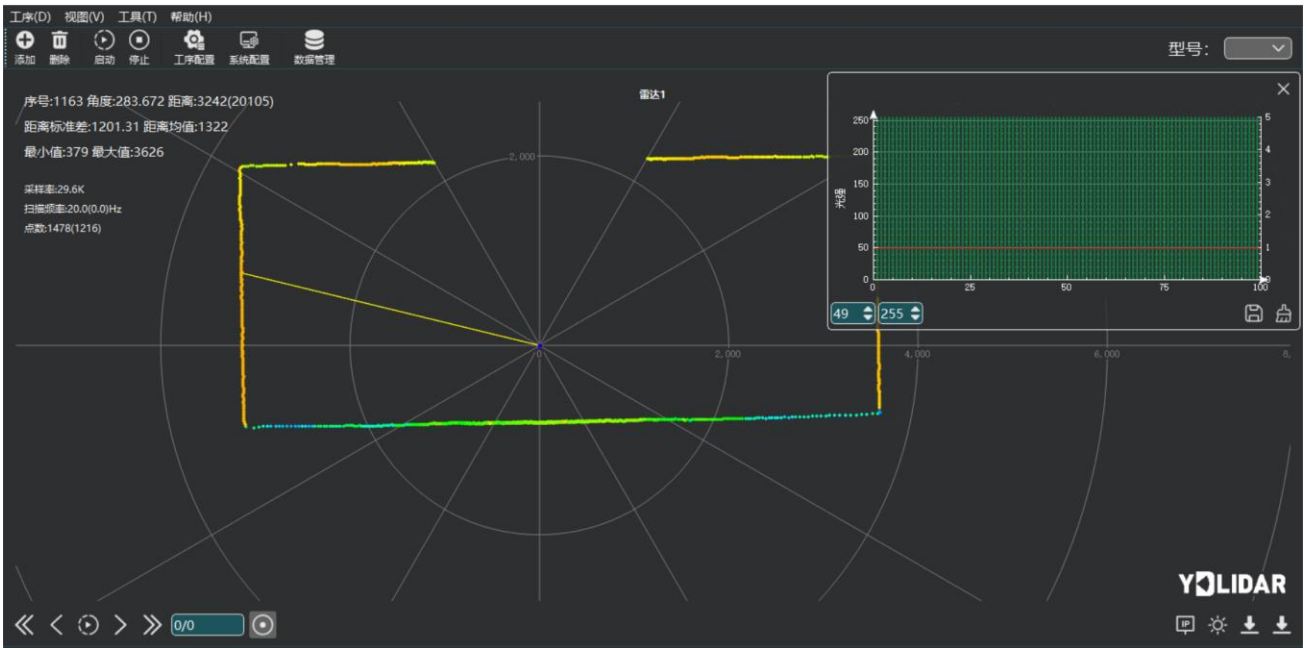 工序(D) 视图(V) 工具(T) 帮助(H)
添加 删除 启动 停止 工序配置 系统配置 数据管理
型号:
序号:1163 角度:283.672 距离:3242(20105)
距离标准差:1201.31 距离均值:1322
最小值:379 最大值:3626
采样率:29.6K
扫描频率:20.0(0.0)Hz
点数:1478(1216)
雷达1
2,000
0 2,000 4,000 6,000 8,
光强
250
200
150
100
50
0
5
4
3
2
1
0
0 25 50 75 100
49 255
YDLIDAR
0/0
IP